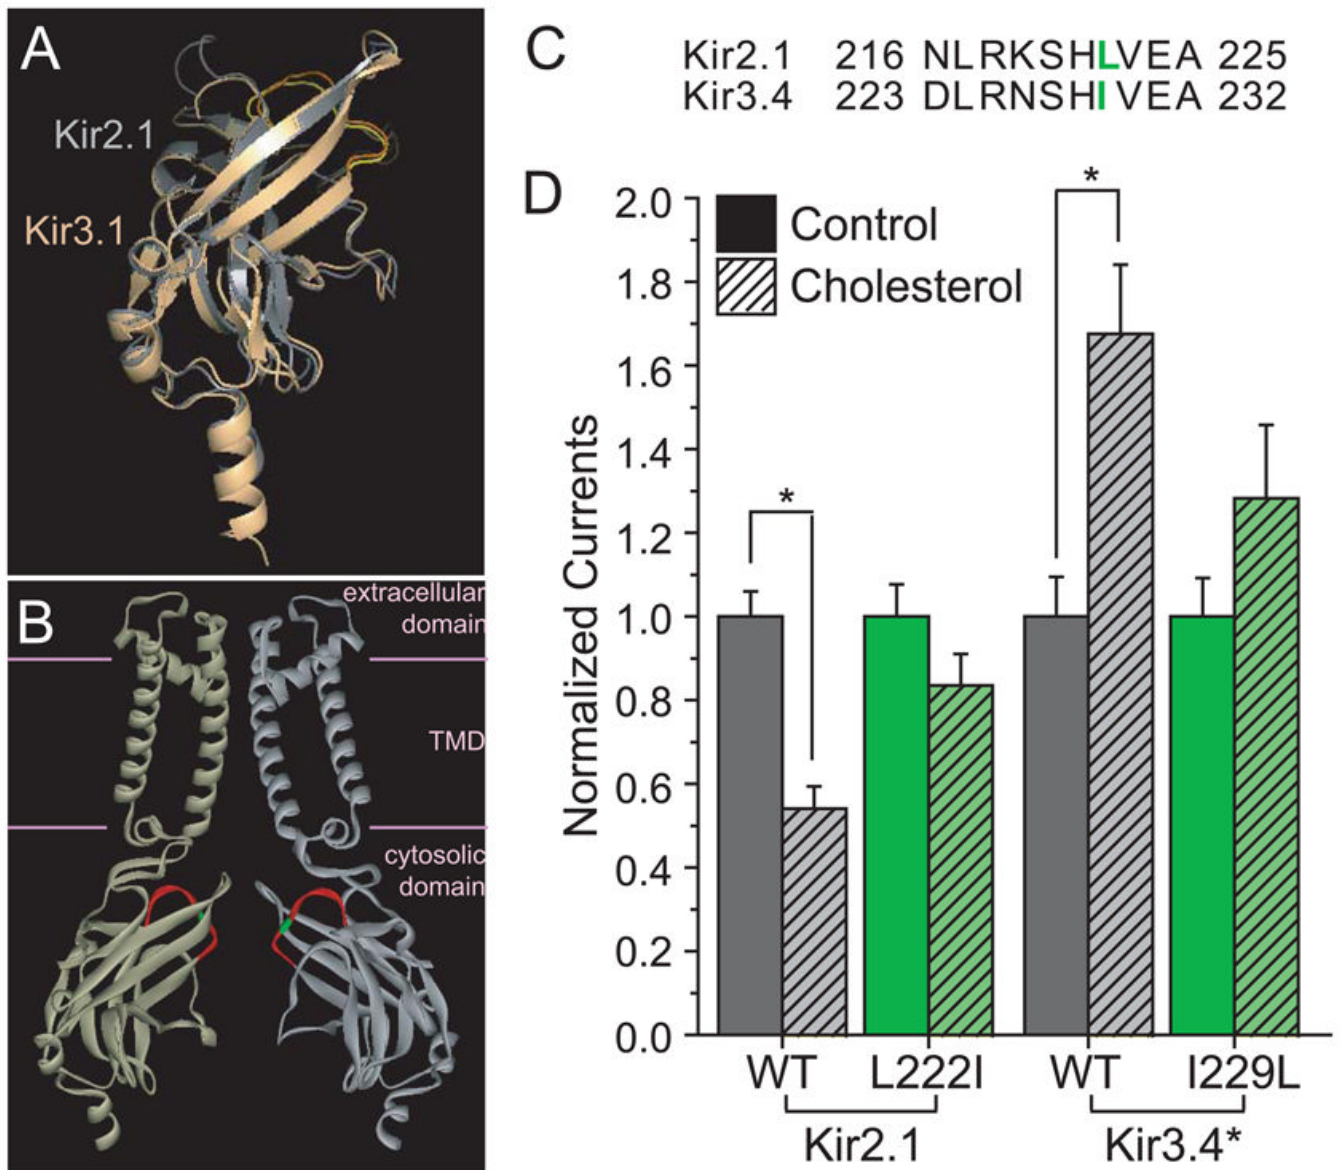 A
Kir2.1
Kir3.1
B
extracellular
domain
TMD
cytosolic
domain
C
Kir2.1 216 NLRKSHLVEA 225
Kir3.4 223 DLRNSHIVEA 232
D
Control
Cholesterol
Normalized Currents
2.0
1.8
1.6
1.4
1.2
1.0
0.8
0.6
0.4
0.2
0.0
*
*
WT L222I WT I229L
Kir2.1 Kir3.4*